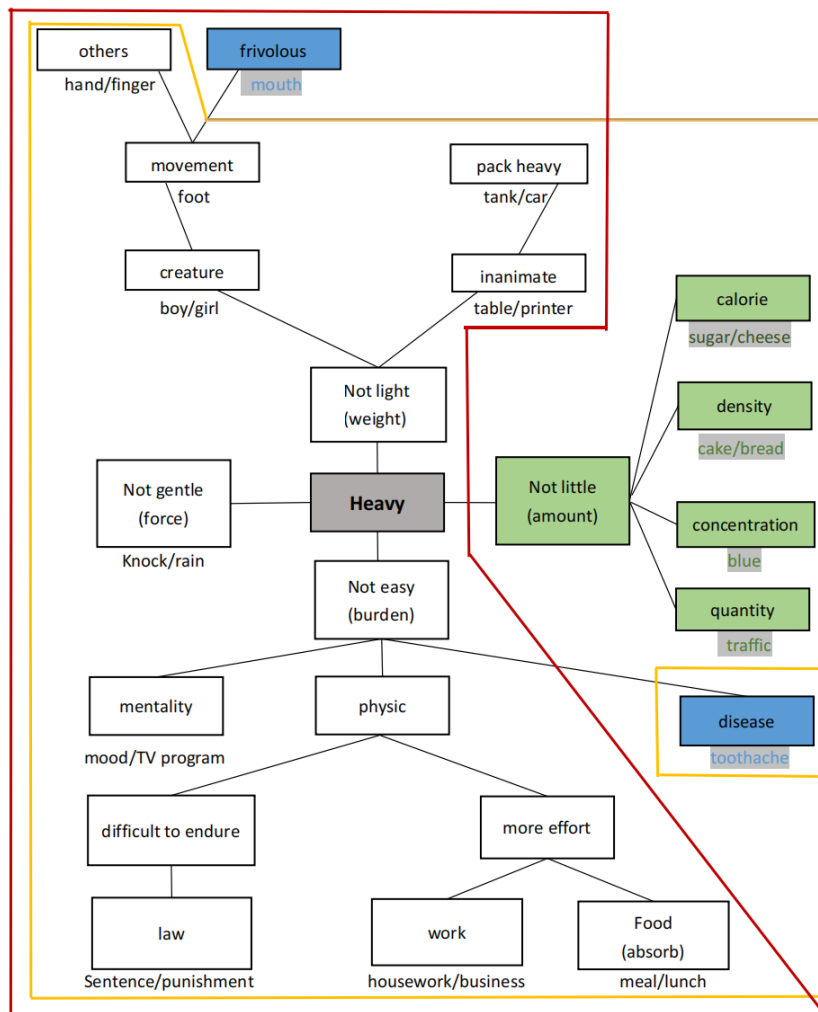 others
frivolous
hand/finger
mouth
movement
pack heavy
foot
tank/car
creature
inanimate
boy/girl
table/printer
calorie
sugar/cheese
Not light
(weight)
density
cake/bread
Not gentle
(force)
Heavy
Not little
(amount)
concentration
blue
Knock/rain
Not easy
(burden)
quantity
traffic
mentality
physic
disease
mood/TV program
toothache
difficult to endure
more effort
law
work
Food
(absorb)
Sentence/punishment
housework/business
meal/lunch